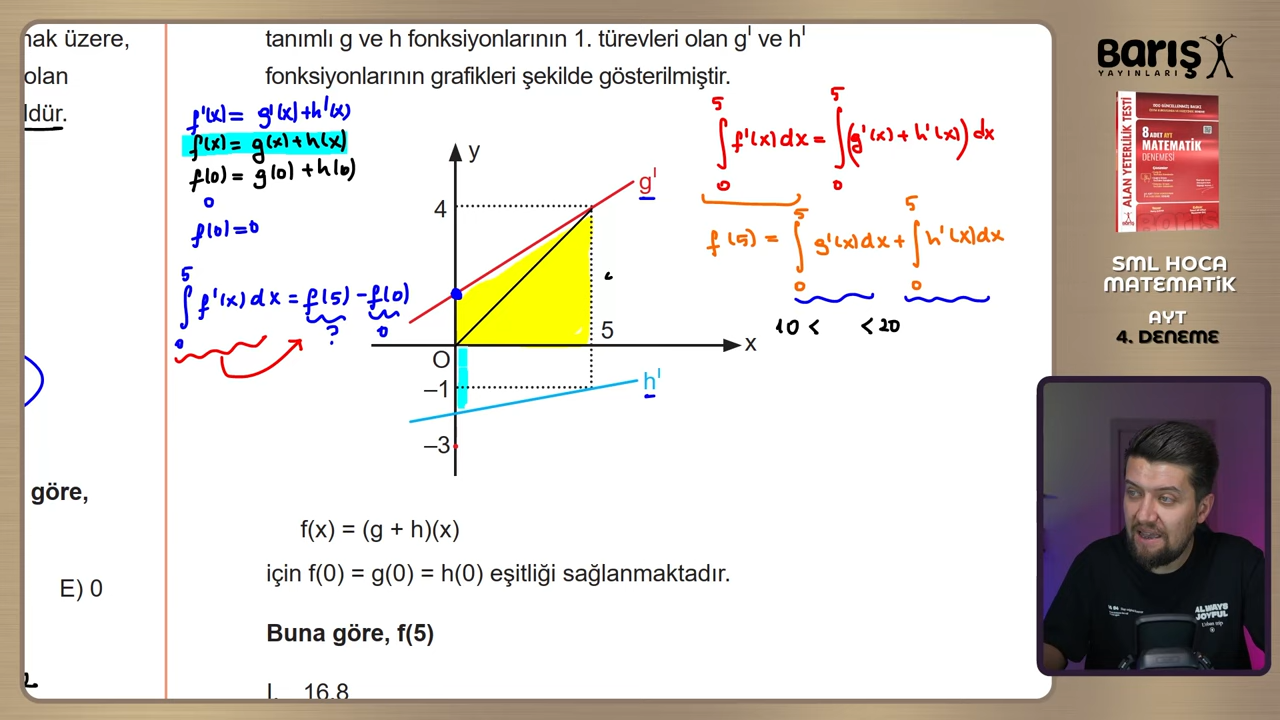 nak üzere,
olan
ldür.
göre,
E) 0
tanımlı g ve h fonksiyonlarının 1. türevleri olan g' ve h'
fonksiyonlarının grafikleri şekilde gösterilmiştir.
f'(x) = g'(x)+h'(x)
f(x) = g(x)+h(x)
f(0) = g(0)+h(0)
0
f(0)=0
5
∫ f'(x)dx = f(5) - f(0)
0
? 0
y
g'
4
5
x
O
–1
h'
–3
5 5
∫ f'(x)dx = ∫ (g'(x)+h'(x))dx
0 0
5 5
f(5) = ∫ g'(x)dx + ∫ h'(x)dx
0 0
10 < < 20
f(x) = (g + h)(x)
için f(0) = g(0) = h(0) eşitliği sağlanmaktadır.
Buna göre, f(5)
I. 16,8
BARIŞ
YAYINLARI
ALAN YETERLİLİK TESTİ
8 ADET AYT
MATEMATİK
DENEMESİ
SML HOCA
MATEMATİK
AYT
4. DENEME
ALWAYS
JOYFUL